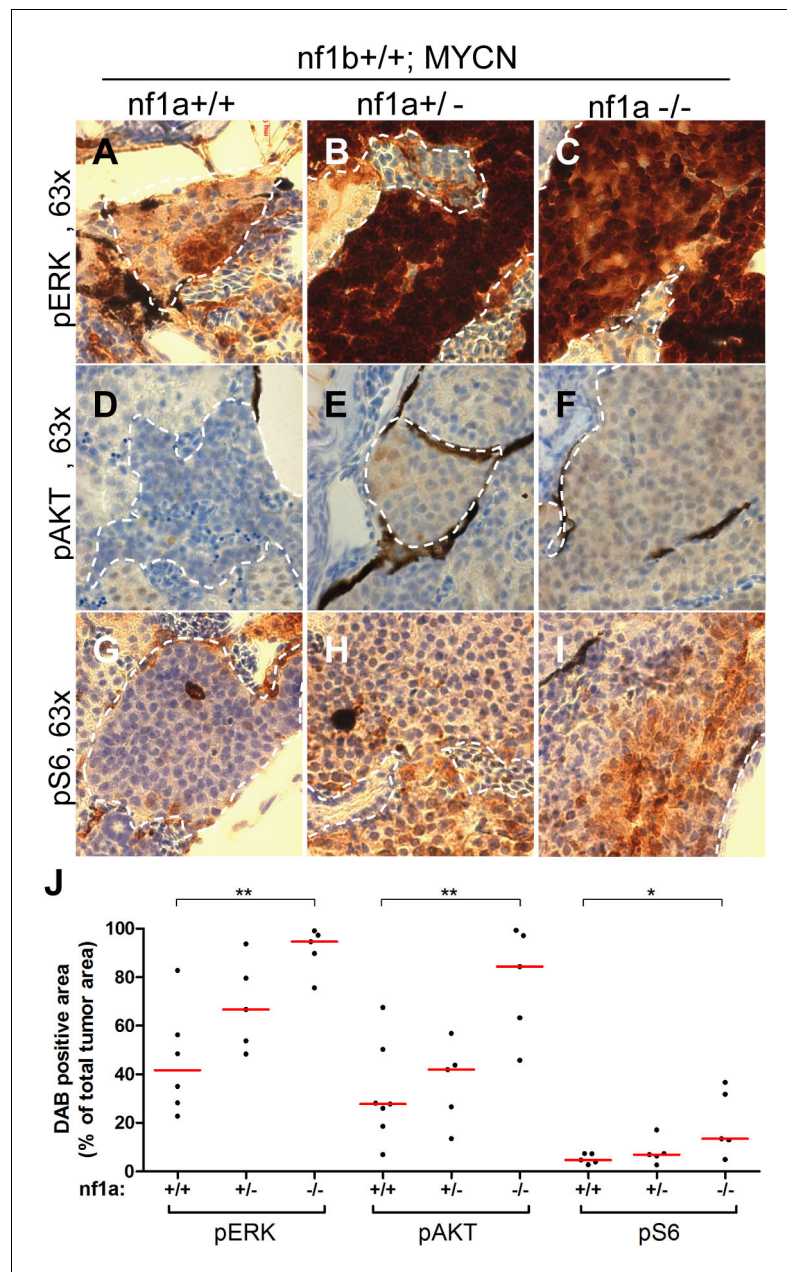 nf1b+/+; MYCN
nf1a+/+ nf1a+/- nf1a -/-
pERK, 63x
A B C
pAKT, 63x
D E F
pS6, 63x
G H I
J
** ** *
DAB positive area
(% of total tumor area)
100
80
60
40
20
0
nf1a: +/+ +/- -/- +/+ +/- -/- +/+ +/- -/-
pERK pAKT pS6